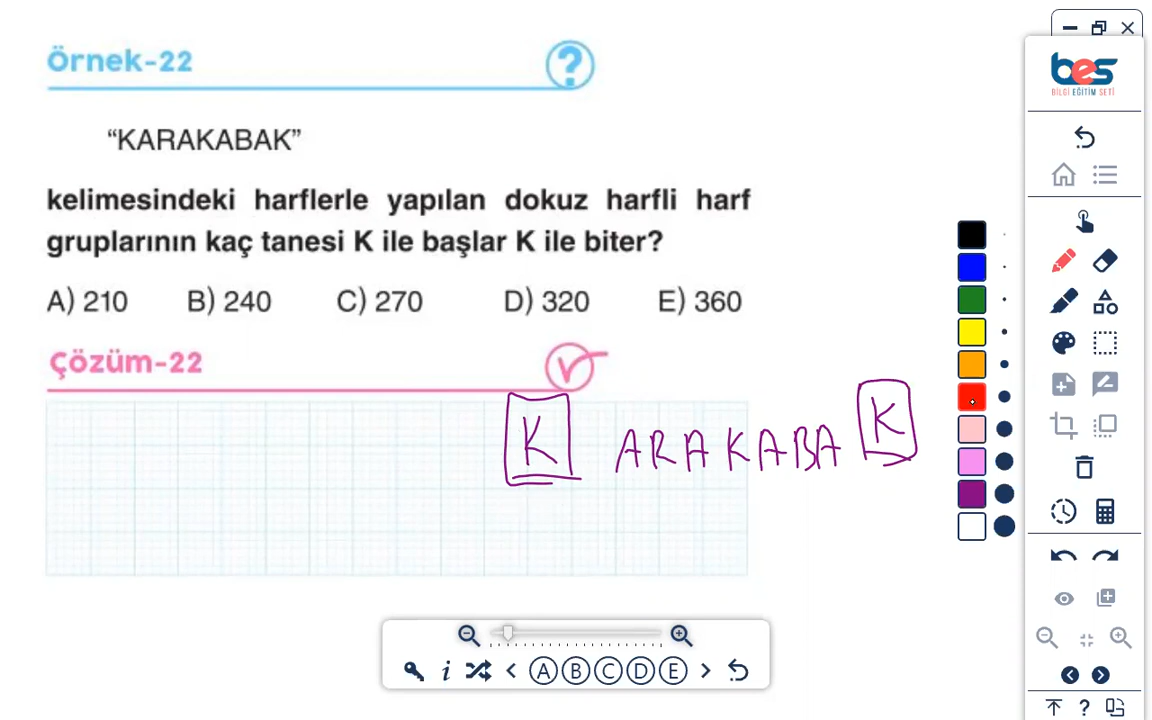 Örnek-22
?
“KARAKABAK”
kelimesindeki harflerle yapılan dokuz harfli harf
gruplarının kaç tanesi K ile başlar K ile biter?
A) 210 B) 240 C) 270 D) 320 E) 360
Çözüm-22
K ARAKABA K
bes
BİLGİ EĞİTİM SETİ
i A B C D E
?